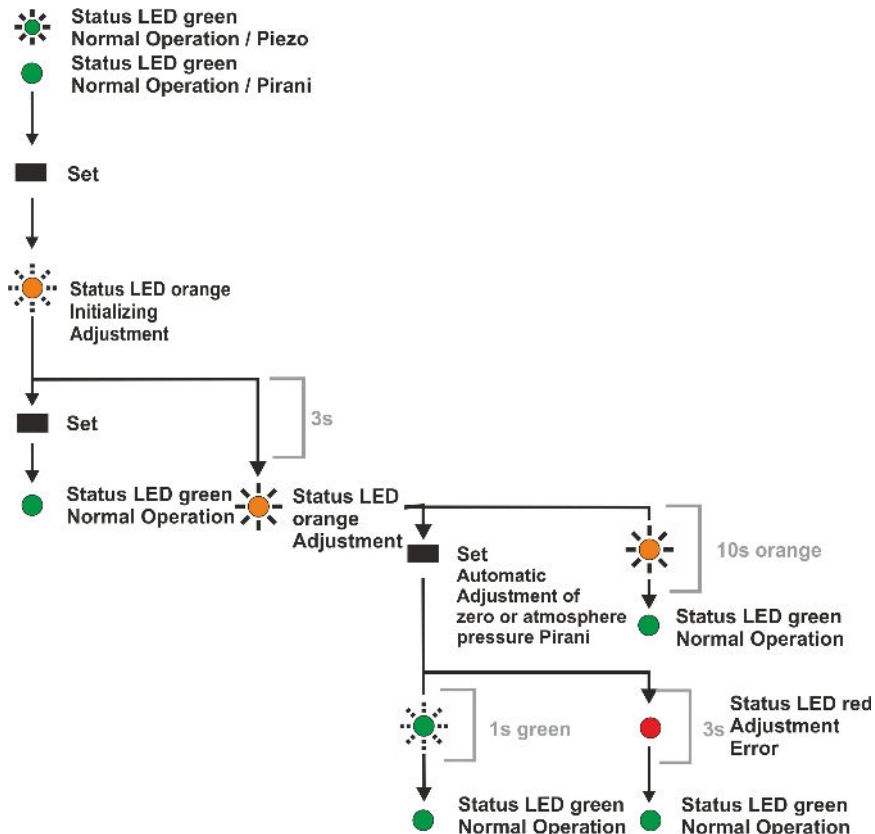 Status LED green
Normal Operation / Piezo
Status LED green
Normal Operation / Pirani
Set
Status LED orange
Initializing
Adjustment
Set
3s
Status LED green
Normal Operation
Status LED
orange
Adjustment
Set
Automatic
Adjustment of
zero or atmosphere
pressure Pirani
10s orange
Status LED green
Normal Operation
1s green
3s
Status LED red
Adjustment
Error
Status LED green
Normal Operation
Status LED green
Normal Operation